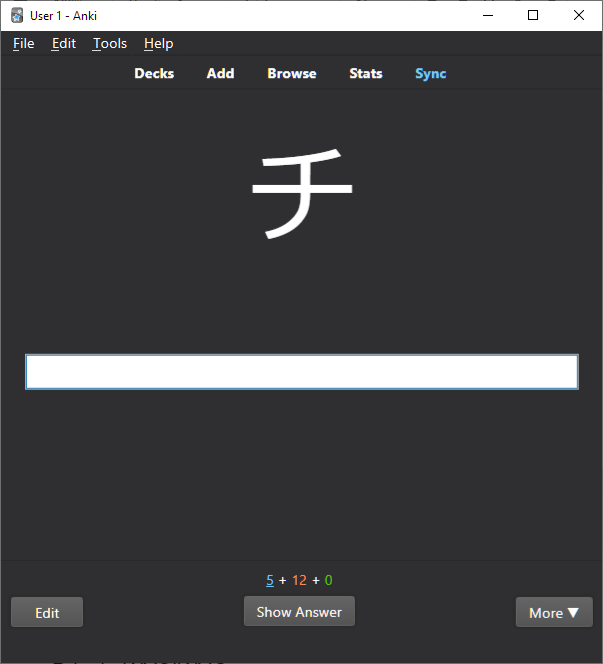 User 1 - Anki
File Edit Tools Help
Decks Add Browse Stats Sync
チ
5 + 12 + 0
Edit Show Answer More ▼